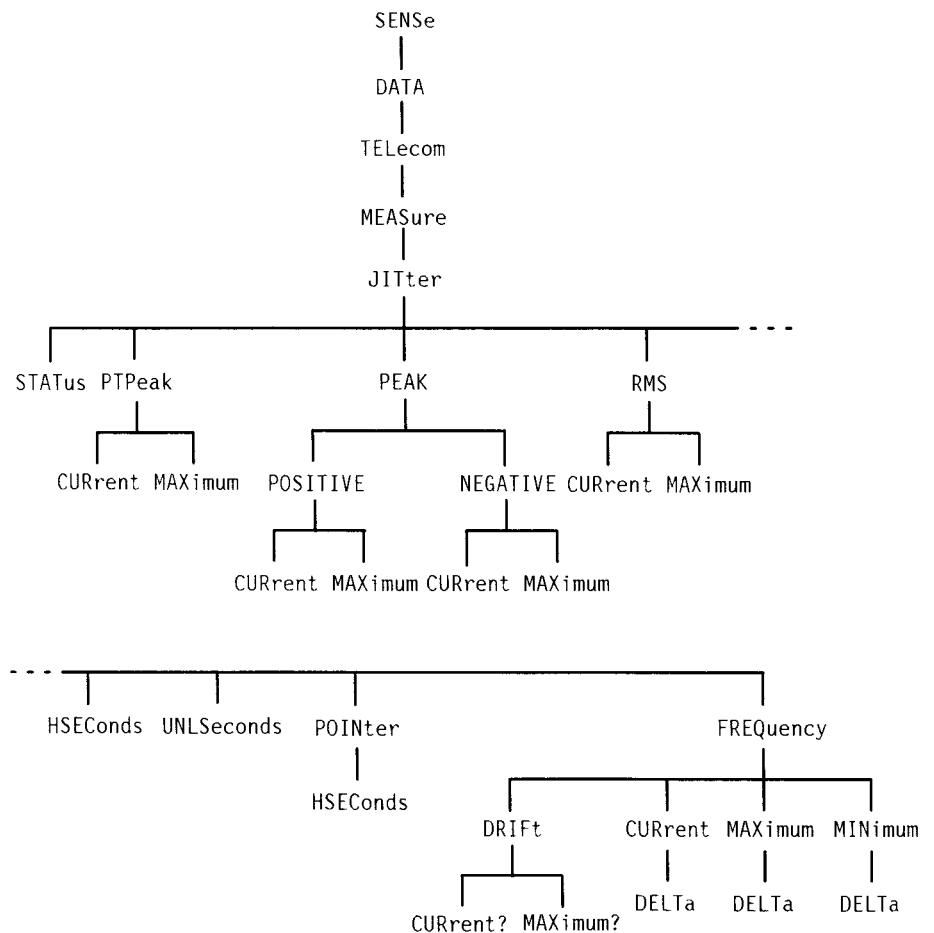 SENSe
DATA
TELecom
MEASure
JITter
STATus PTPeak PEAK RMS
CURrent MAXimum POSITIVE NEGATIVE CURrent MAXimum
CURrent MAXimum CURrent MAXimum
HSEConds UNLSeconds POINter FREQuency
HSEConds
DRIFt CURrent MAXimum MINimum
CURrent? MAXimum? DELTa DELTa DELTa